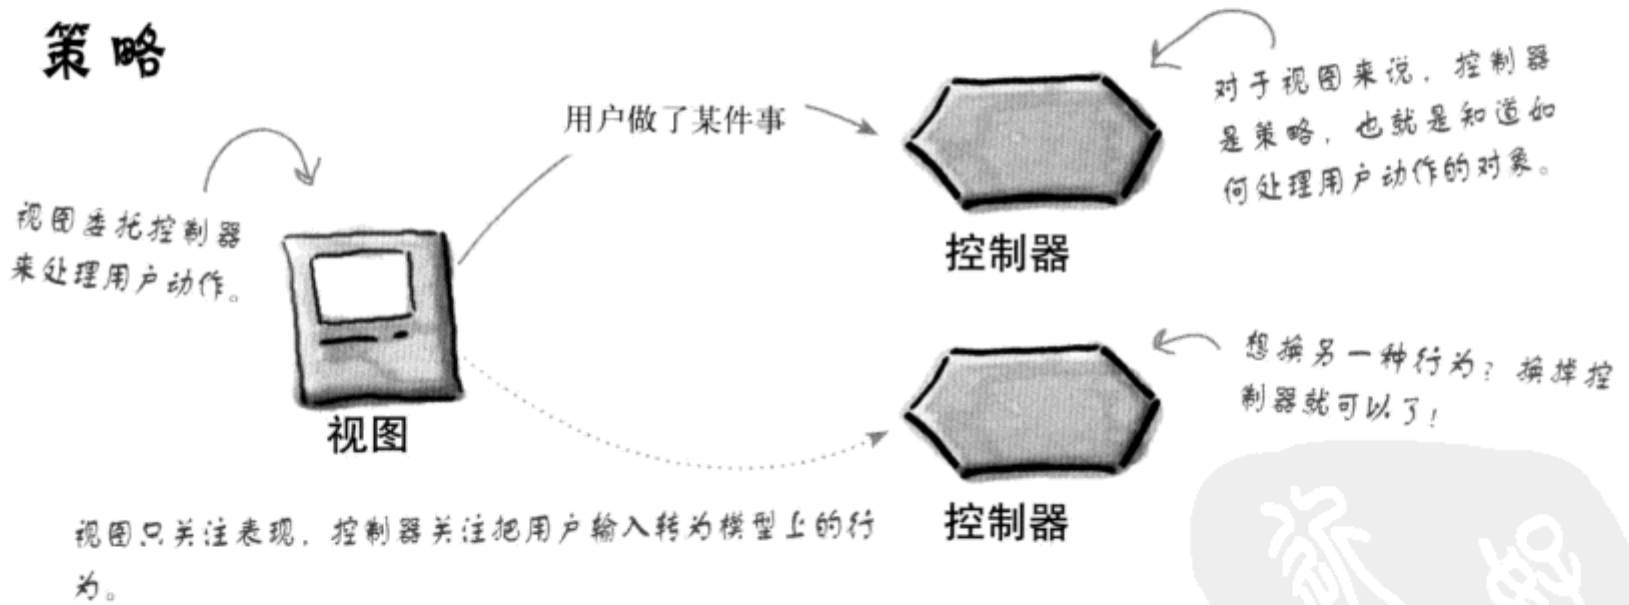 策略
用户做了某件事
对于视图来说，控制器
是策略，也就是知道如
何处理用户动作的对象。
视图委托控制器
来处理用户动作。
控制器
视图
想换另一种行为？换掉控
制器就可以了！
控制器
视图只关注表现，控制器关注把用户输入转为模型上的行
为。